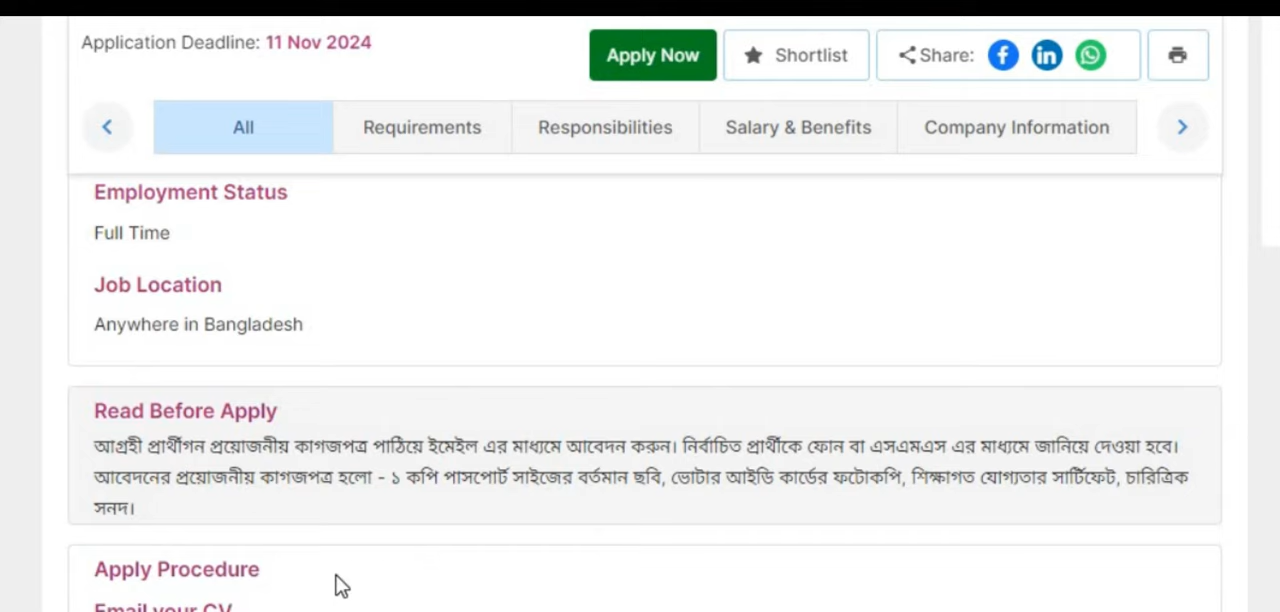 Application Deadline: 11 Nov 2024
Apply Now
Shortlist
Share:
All
Requirements
Responsibilities
Salary & Benefits
Company Information
Employment Status
Full Time
Job Location
Anywhere in Bangladesh
Read Before Apply
আগ্রহী প্রার্থীগন প্রয়োজনীয় কাগজপত্র পাঠিয়ে ইমেইল এর মাধ্যমে আবেদন করুন। নির্বাচিত প্রার্থীকে ফোন বা এসএমএস এর মাধ্যমে জানিয়ে দেওয়া হবে।
আবেদনের প্রয়োজনীয় কাগজপত্র হলো - ১ কপি পাসপোর্ট সাইজের বর্তমান ছবি, ভোটার আইডি কার্ডের ফটোকপি, শিক্ষাগত যোগ্যতার সার্টিফেট, চারিত্রিক
সনদ।
Apply Procedure
Email your CV